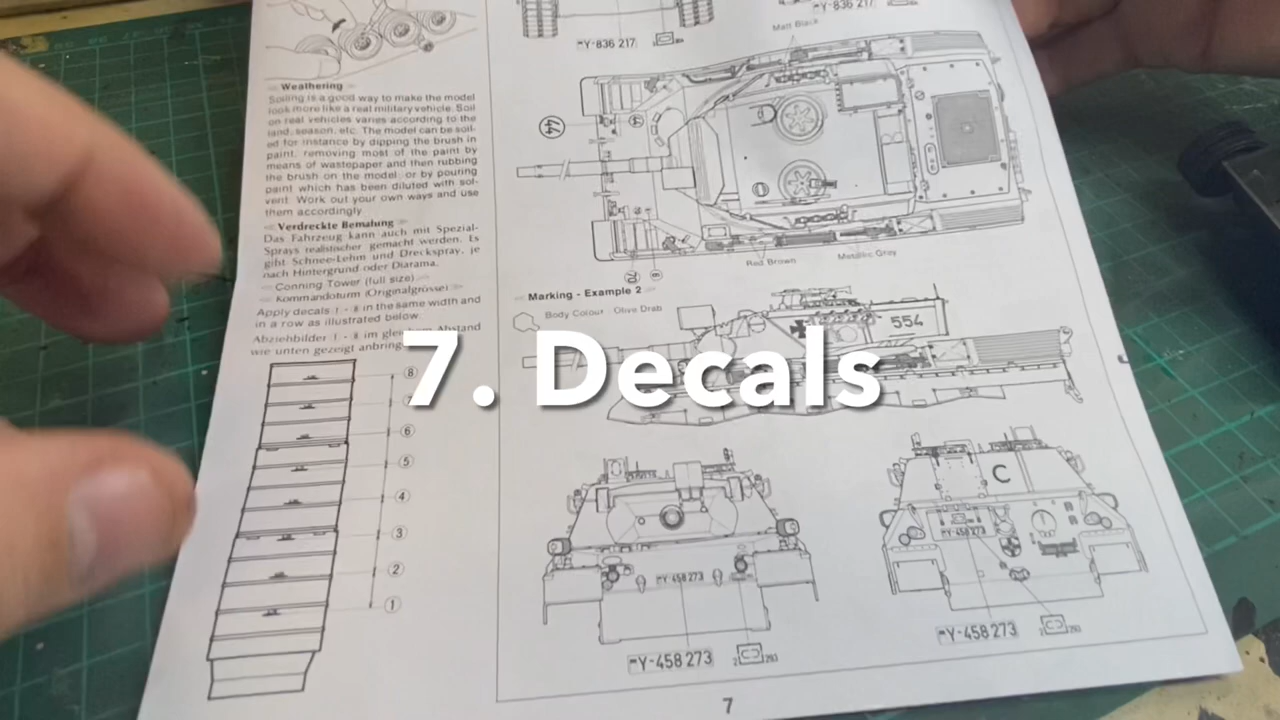 Weathering
Soiling is a good way to make the model
look more like a real military vehicle. Soil
on real vehicles varies according to the
land, season, etc. The model can be soil-
ed for instance by dipping the brush in
paint, removing most of the paint by
means of wastepaper and then rubbing
the brush on the model, or by pouring
paint which has been diluted with sol-
vent. Work out your own ways and use
them accordingly.
Verdreckte Bemalung
Das Fahrzeug kann auch mit Spezial-
Sprays realistischer gemacht werden. Es
gibt Schnee-Lehm und Dreckspray, je
nach Hintergrund oder Diarama.
Conning Tower (full size)
Kommandoturm (Originalgrösse)
Apply decals 1 - 8 in the same width and
in a row as illustrated below.
Abziehbilder 1 - 8 im gleichem Abstand
wie unten gezeigt anbring
8
6
5
4
3
2
1
Y-836 217
Y-836 217
Matt Black
44
44
70
Red Brown
Metallic Gray
Marking - Example 2
Body Colour Olive Drab
554
7. Decals
C
Y-458 273
Y-458 273
Y-458 273
2 293
Y-458 273
2 293
7